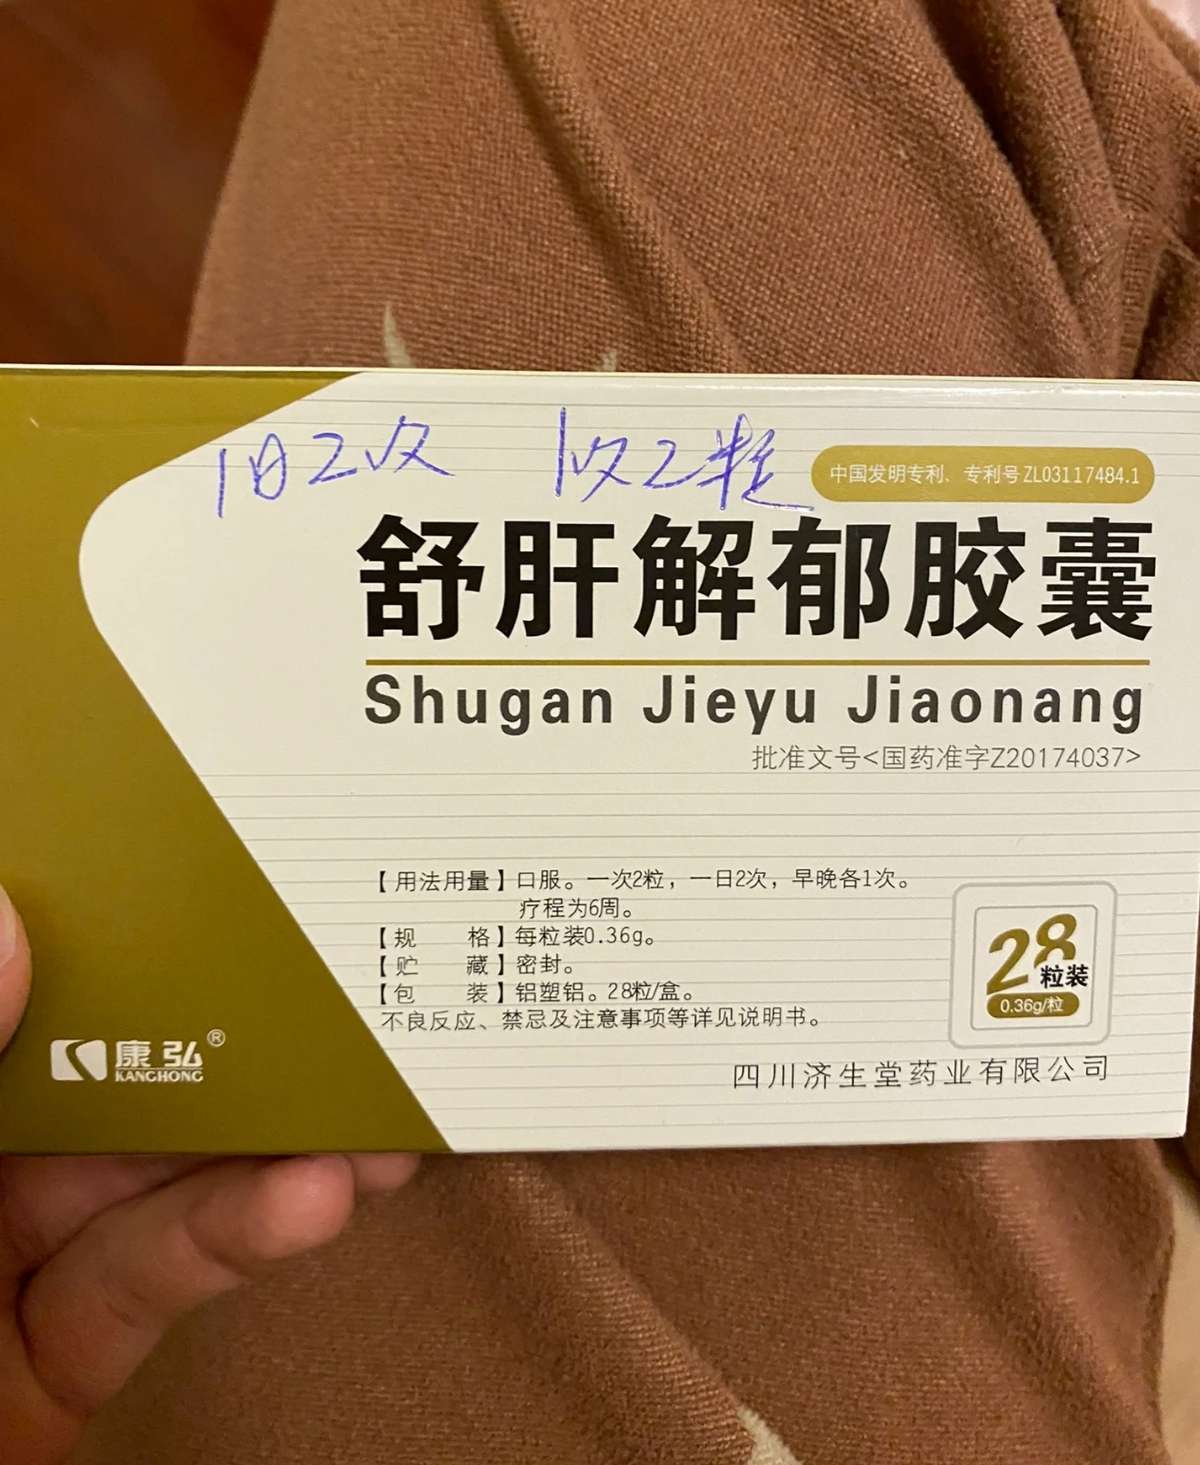 1日2次 1次2粒
中国发明专利、专利号ZL03117484.1
舒肝解郁胶囊
Shugan Jieyu Jiaonang
批准文号<国药准字Z20174037>
【用法用量】口服。一次2粒，一日2次，早晚各1次。
疗程为6周。
【规 格】每粒装0.36g。
【贮 藏】密封。
【包 装】铝塑铝。28粒/盒。
不良反应、禁忌及注意事项等详见说明书。
28
粒装
0.36g/粒
康弘®
KANGHONG
四川济生堂药业有限公司